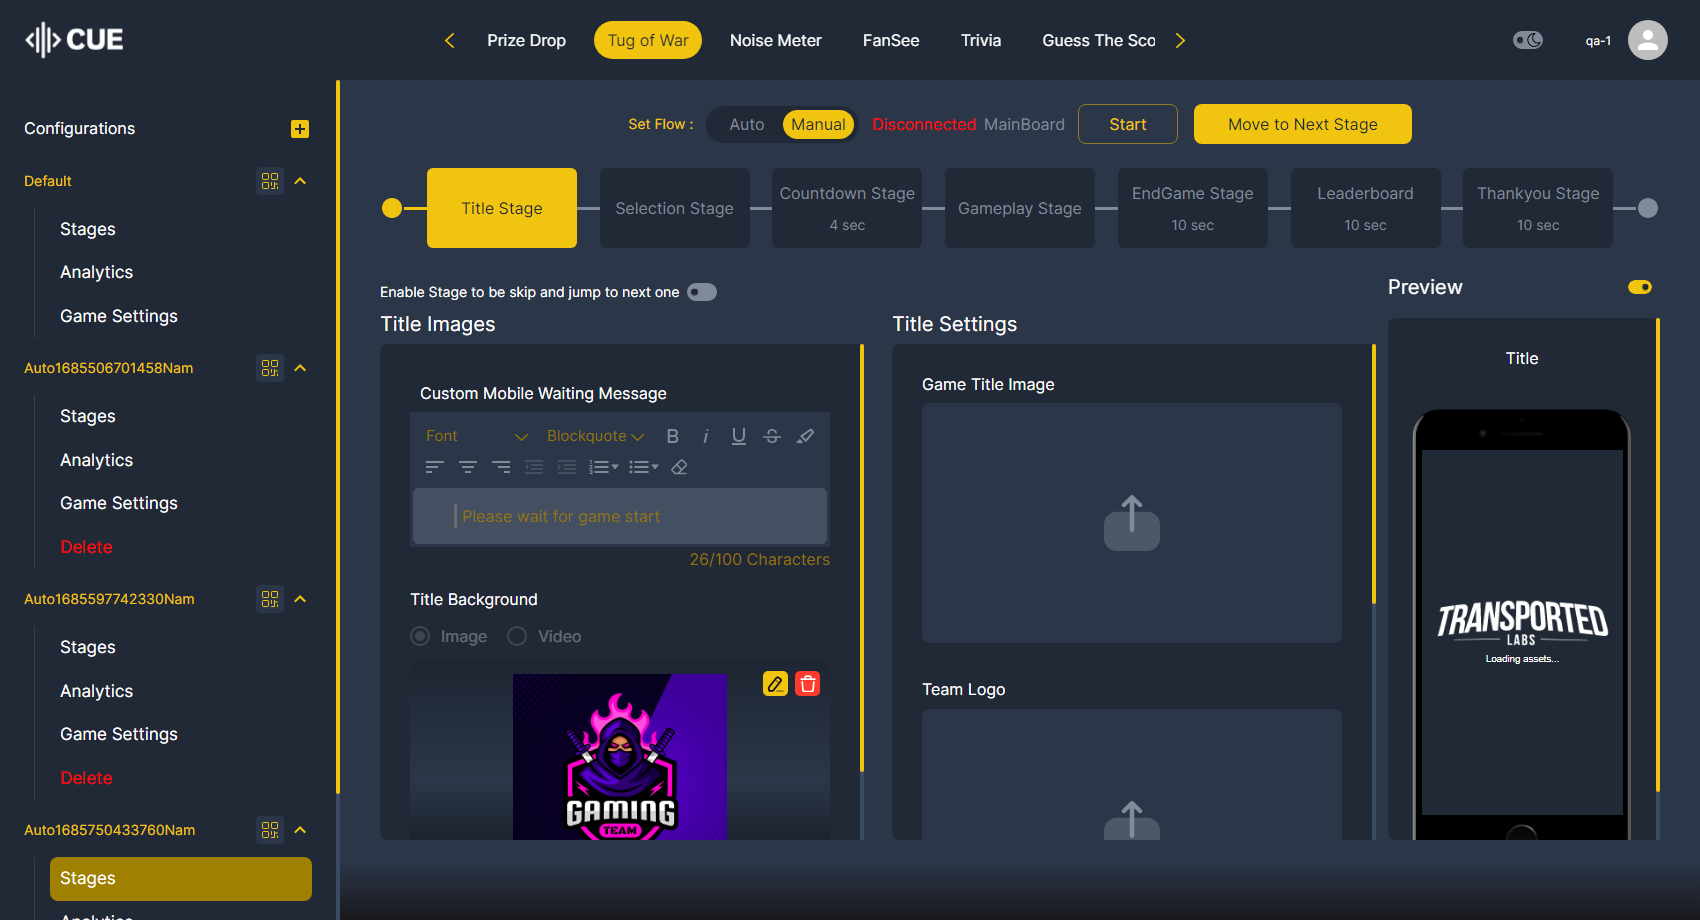 CUE
Prize Drop
Tug of War
Noise Meter
FanSee
Trivia
Guess The Sco
qa-1
Configurations
Default
Stages
Analytics
Game Settings
Auto1685506701458Nam
Stages
Analytics
Game Settings
Delete
Auto1685597742330Nam
Stages
Analytics
Game Settings
Delete
Auto1685750433760Nam
Stages
Analytics
Set Flow :
Auto
Manual
Disconnected MainBoard
Start
Move to Next Stage
Title Stage
Selection Stage
Countdown Stage
4 sec
Gameplay Stage
EndGame Stage
10 sec
Leaderboard
10 sec
Thankyou Stage
10 sec
Enable Stage to be skip and jump to next one
Title Images
Custom Mobile Waiting Message
Font
Blockquote
B i U S
Please wait for game start
26/100 Characters
Title Background
Image
Video
GAMING
TEAM
Title Settings
Game Title Image
Team Logo
Preview
Title
TRANSPORTED
LABS
Loading assets...